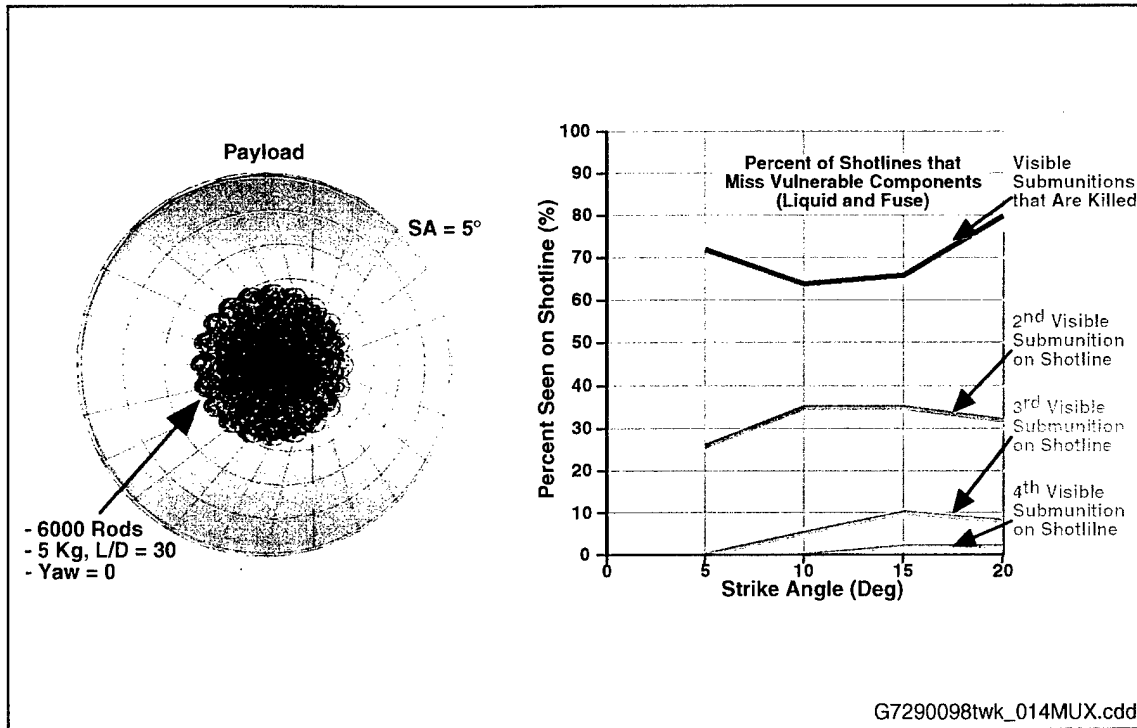 Payload
SA = 5°
- 6000 Rods
- 5 Kg, L/D = 30
- Yaw = 0
Percent Seen on Shotline (%)
100
90
80
70
60
50
40
30
20
10
0
0
5
10
15
20
Strike Angle (Deg)
Percent of Shotlines that
Miss Vulnerable Components
(Liquid and Fuse)
Visible
Submunitions
that Are Killed
2nd Visible
Submunition
on Shotline
3rd Visible
Submunition
on Shotline
4th Visible
Submunition
on Shotlilne
G7290098twk_014MUX.cdd